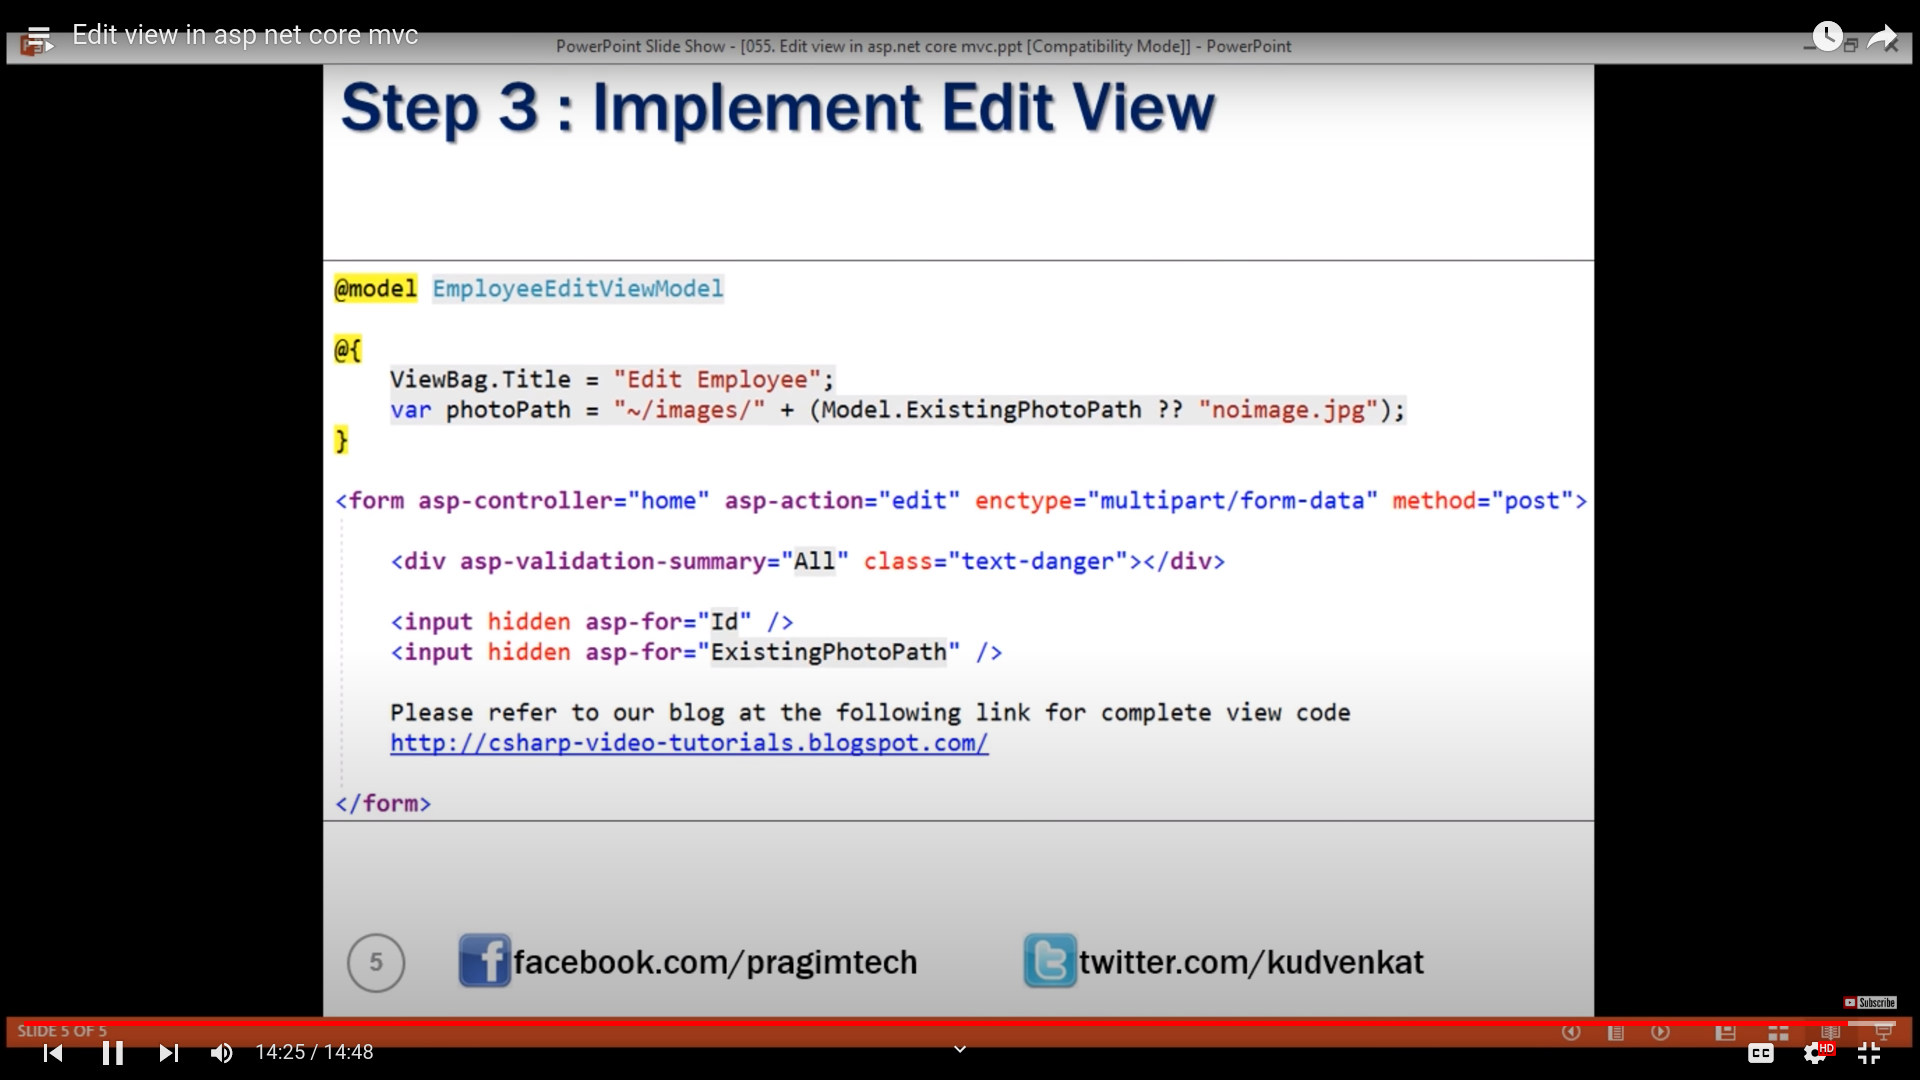 Edit view in asp net core mvc
PowerPoint Slide Show - [055. Edit view in asp.net core mvc.ppt [Compatibility Mode]] - PowerPoint
Step 3 : Implement Edit View
@model EmployeeEditViewModel
@{
ViewBag.Title = "Edit Employee";
var photoPath = "~/images/" + (Model.ExistingPhotoPath ?? "noimage.jpg");
}
<form asp-controller="home" asp-action="edit" enctype="multipart/form-data" method="post">
<div asp-validation-summary="All" class="text-danger"></div>
<input hidden asp-for="Id" />
<input hidden asp-for="ExistingPhotoPath" />
Please refer to our blog at the following link for complete view code
http://csharp-video-tutorials.blogspot.com/
</form>
5 facebook.com/pragimtech twitter.com/kudvenkat
Subscribe
SLIDE 5 OF 5
14:25 / 14:48 CC HD